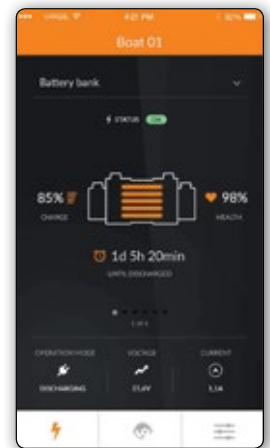 4:21 PM
Boat 01
Battery bank
STATUS
85%
CHARGE
98%
HEALTH
1d 5h 20min
UNTIL DISCHARGED
OPERATION MODE
VOLTAGE
CURRENT
DISCHARGING